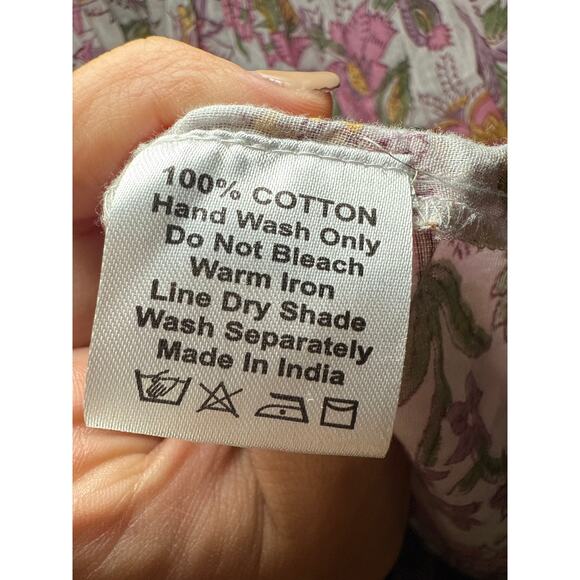 100% COTTON
Hand Wash Only
Do Not Bleach
Warm Iron
Line Dry Shade
Wash Separately
Made In India